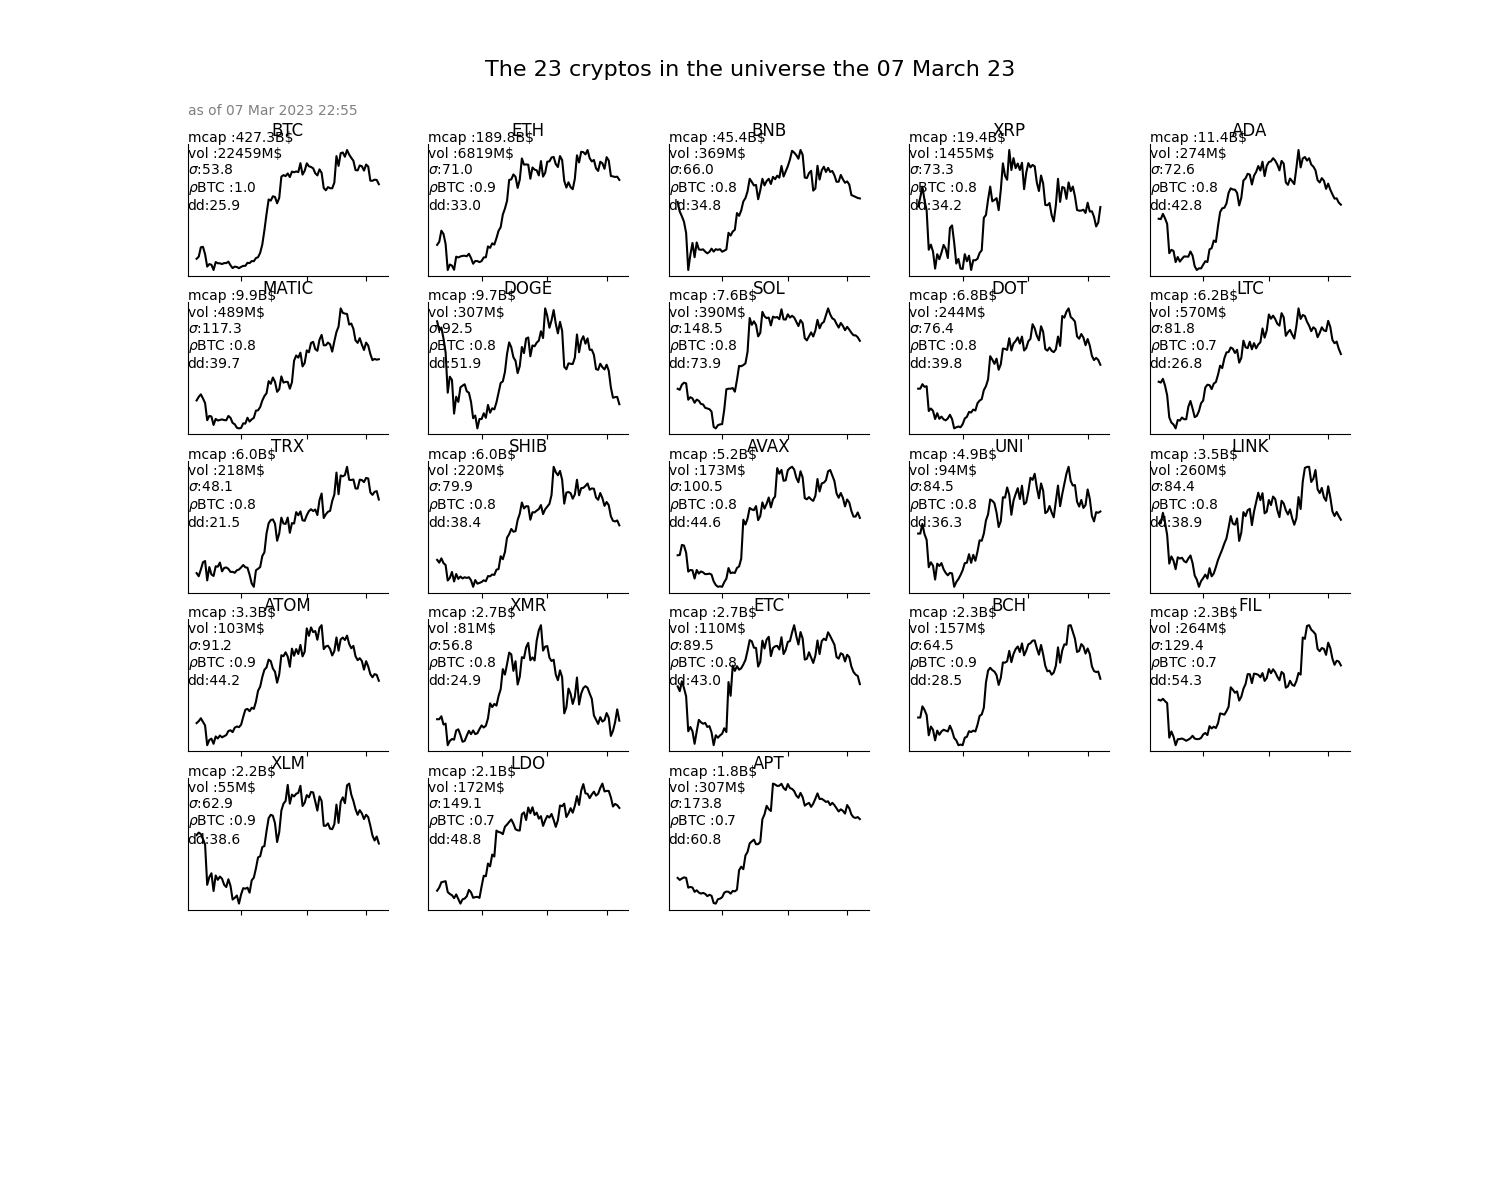 The 23 cryptos in the universe the 07 March 23
as of 07 Mar 2023 22:55
BTC
mcap :427.3B$
vol :22459M$
σ:53.8
ρBTC :1.0
dd:25.9
ETH
mcap :189.8B$
vol :6819M$
σ:71.0
ρBTC :0.9
dd:33.0
BNB
mcap :45.4B$
vol :369M$
σ:66.0
ρBTC :0.8
dd:34.8
XRP
mcap :19.4B$
vol :1455M$
σ:73.3
ρBTC :0.8
dd:34.2
ADA
mcap :11.4B$
vol :274M$
σ:72.6
ρBTC :0.8
dd:42.8
MATIC
mcap :9.9B$
vol :489M$
σ:117.3
ρBTC :0.8
dd:39.7
DOGE
mcap :9.7B$
vol :307M$
σ:92.5
ρBTC :0.8
dd:51.9
SOL
mcap :7.6B$
vol :390M$
σ:148.5
ρBTC :0.8
dd:73.9
DOT
mcap :6.8B$
vol :244M$
σ:76.4
ρBTC :0.8
dd:39.8
LTC
mcap :6.2B$
vol :570M$
σ:81.8
ρBTC :0.7
dd:26.8
TRX
mcap :6.0B$
vol :218M$
σ:48.1
ρBTC :0.8
dd:21.5
SHIB
mcap :6.0B$
vol :220M$
σ:79.9
ρBTC :0.8
dd:38.4
AVAX
mcap :5.2B$
vol :173M$
σ:100.5
ρBTC :0.8
dd:44.6
UNI
mcap :4.9B$
vol :94M$
σ:84.5
ρBTC :0.8
dd:36.3
LINK
mcap :3.5B$
vol :260M$
σ:84.4
ρBTC :0.8
dd:38.9
ATOM
mcap :3.3B$
vol :103M$
σ:91.2
ρBTC :0.9
dd:44.2
XMR
mcap :2.7B$
vol :81M$
σ:56.8
ρBTC :0.8
dd:24.9
ETC
mcap :2.7B$
vol :110M$
σ:89.5
ρBTC :0.8
dd:43.0
BCH
mcap :2.3B$
vol :157M$
σ:64.5
ρBTC :0.9
dd:28.5
FIL
mcap :2.3B$
vol :264M$
σ:129.4
ρBTC :0.7
dd:54.3
XLM
mcap :2.2B$
vol :55M$
σ:62.9
ρBTC :0.9
dd:38.6
LDO
mcap :2.1B$
vol :172M$
σ:149.1
ρBTC :0.7
dd:48.8
APT
mcap :1.8B$
vol :307M$
σ:173.8
ρBTC :0.7
dd:60.8